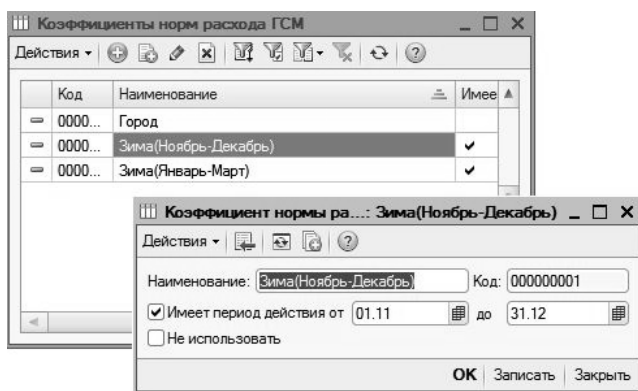 Коэффициенты норм расхода ГСМ
Действия
Код Наименование Имее
0000... Город
0000... Зима(Ноябрь-Декабрь)
0000... Зима(Январь-Март)
Коэффициент нормы ра...: Зима(Ноябрь-Декабрь)
Действия
Наименование: Зима(Ноябрь-Декабрь) Код: 000000001
Имеет период действия от 01.11 до 31.12
Не использовать
OK Записать Закрыть